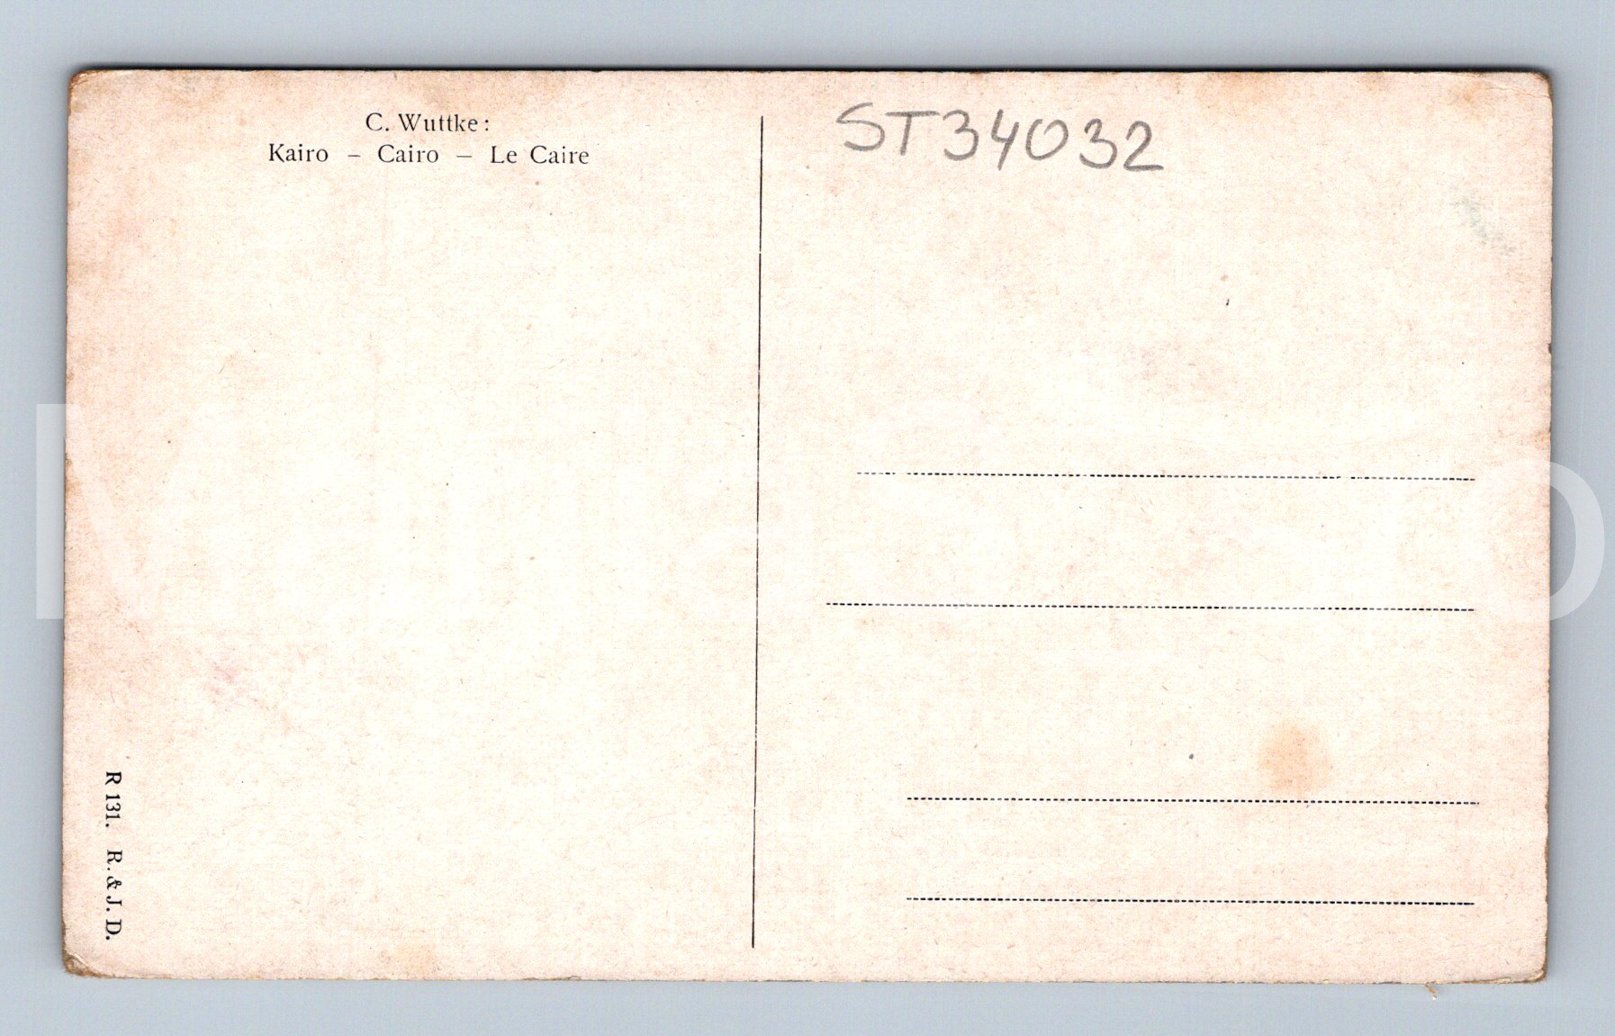 C. Wuttke:
Kairo – Cairo – Le Caire
ST34032
R 131. R. & J. D.